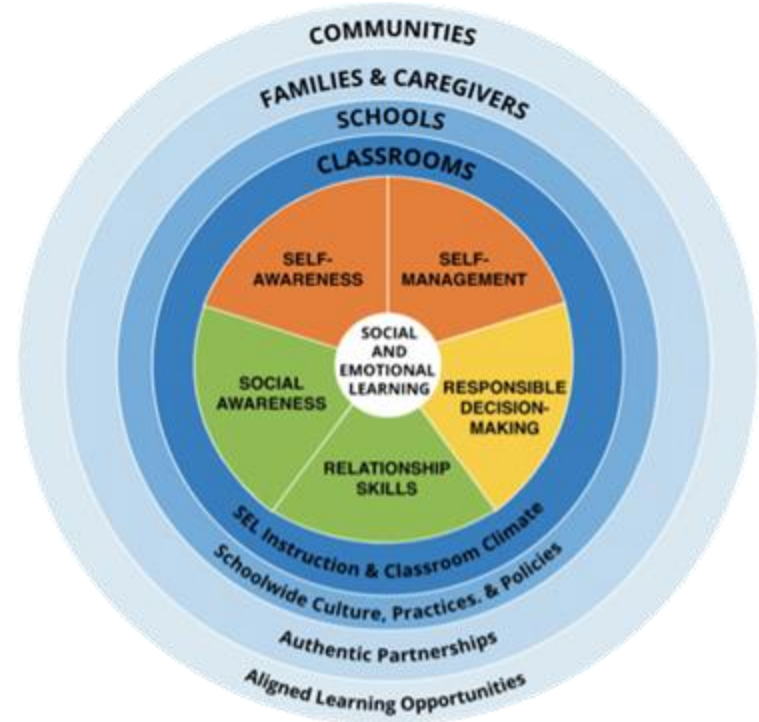 COMMUNITIES
FAMILIES & CAREGIVERS
SCHOOLS
CLASSROOMS
SELF-
AWARENESS
SELF-
MANAGEMENT
SOCIAL
AND
EMOTIONAL
LEARNING
SOCIAL
AWARENESS
RESPONSIBLE
DECISION-
MAKING
RELATIONSHIP
SKILLS
SEL Instruction & Classroom Climate
Schoolwide Culture, Practices, & Policies
Authentic Partnerships
Aligned Learning Opportunities